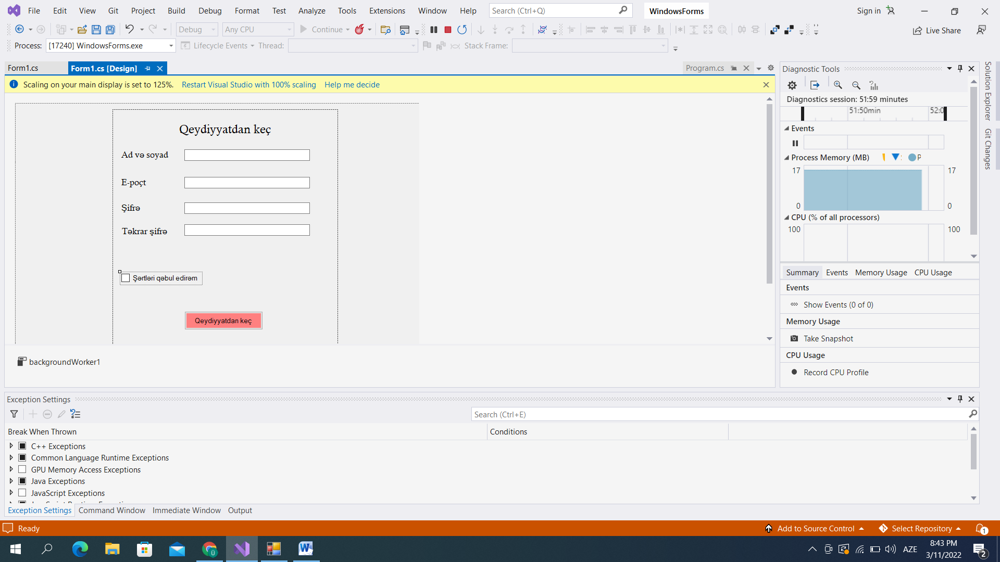 File Edit View Git Project Build Debug Format Test Analyze Tools Extensions Window Help Search (Ctrl+Q) WindowsForms Sign in
Debug Any CPU Continue Live Share
Process: [17240] WindowsForms.exe Lifecycle Events Thread: Stack Frame:
Form1.cs Form1.cs [Design] Program.cs
Scaling on your main display is set to 125%. Restart Visual Studio with 100% scaling Help me decide
Qeydiyyatdan keç
Ad və soyad
E-poçt
Şifrə
Təkrar şifrə
Şərtləri qəbul edirəm
Qeydiyyatdan keç
backgroundWorker1
Diagnostic Tools
Diagnostics session: 51:59 minutes
51:50min 52:0
Events
Process Memory (MB) P
17 17
0 0
CPU (% of all processors)
100 100
Summary Events Memory Usage CPU Usage
Events
Show Events (0 of 0)
Memory Usage
Take Snapshot
CPU Usage
Record CPU Profile
Solution Explorer
Git Changes
Exception Settings
Search (Ctrl+E)
Break When Thrown Conditions
C++ Exceptions
Common Language Runtime Exceptions
GPU Memory Access Exceptions
Java Exceptions
JavaScript Exceptions
Exception Settings Command Window Immediate Window Output
Ready Add to Source Control Select Repository 1
AZE 8:43 PM
3/11/2022 2